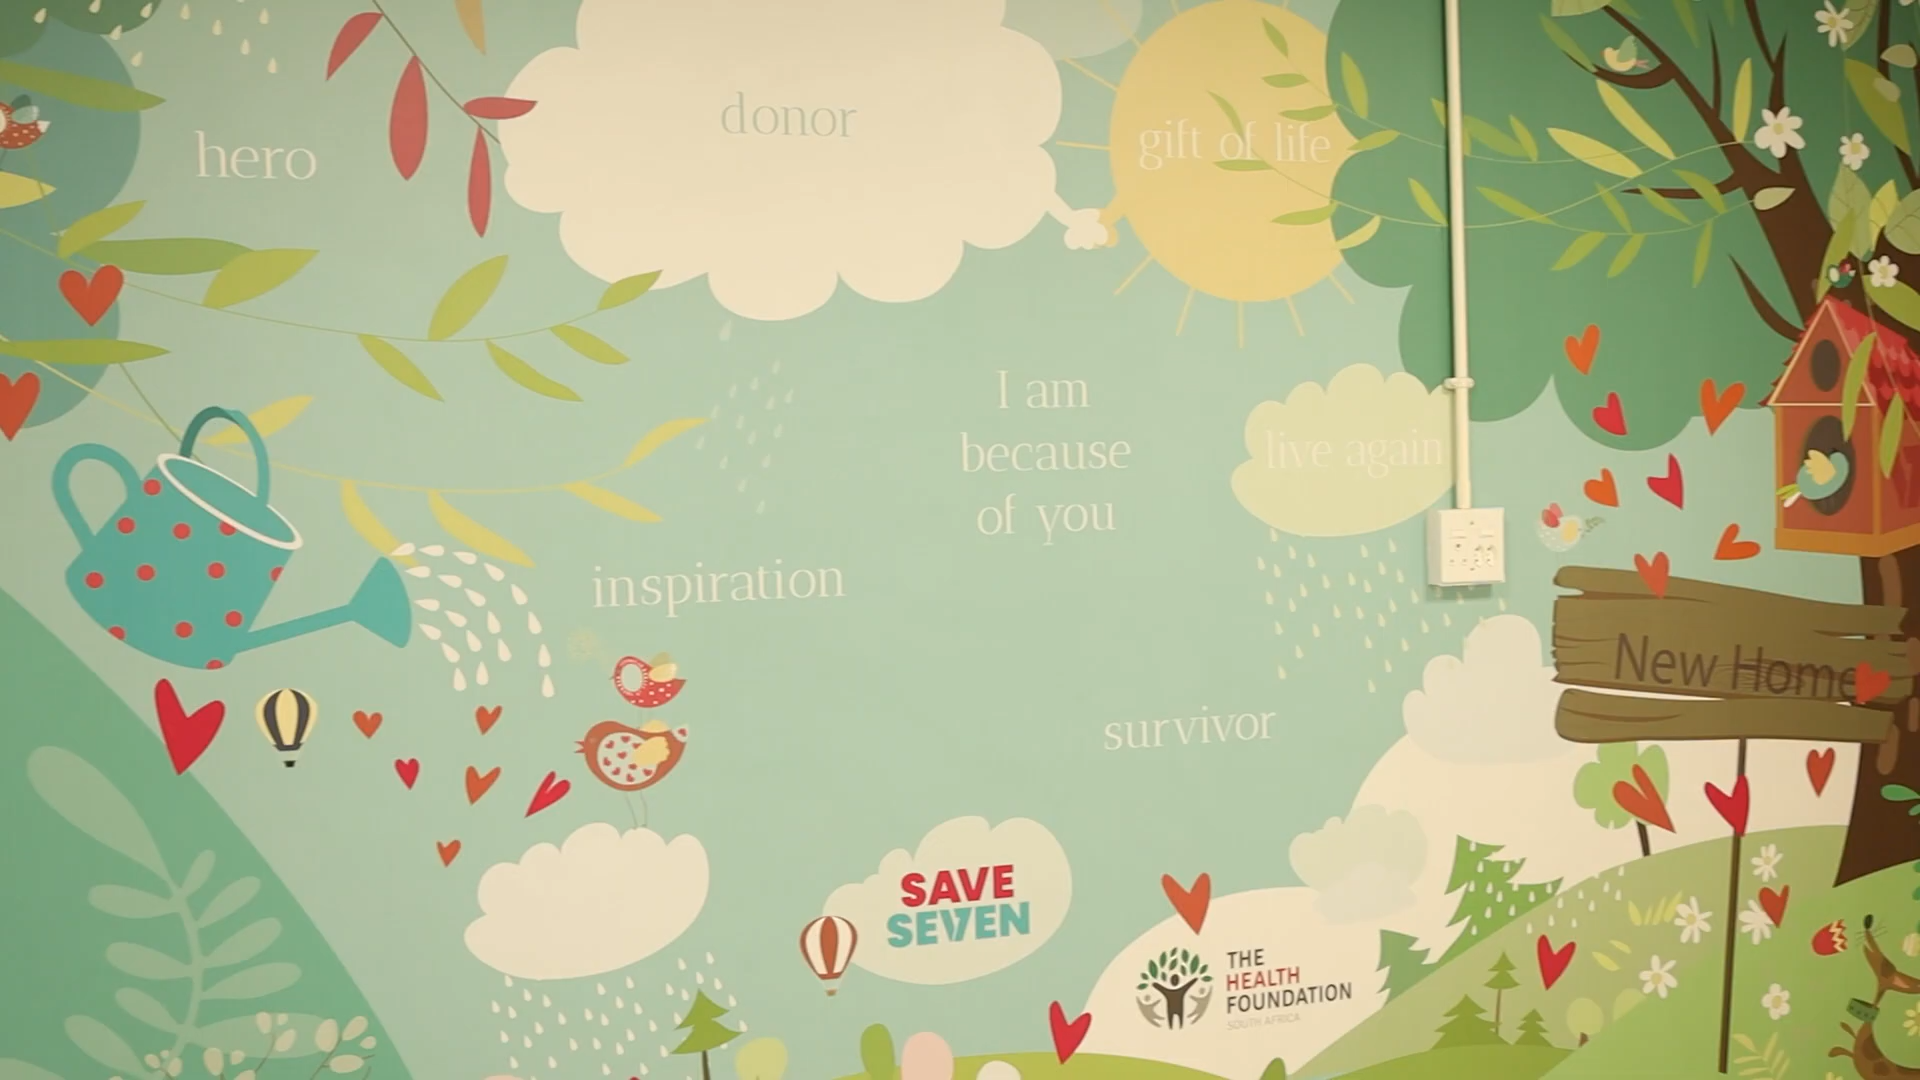 donor
hero
gift of life
I am
because
of you
live again
inspiration
New Home
survivor
SAVE
SEVEN
THE
HEALTH
FOUNDATION
SOUTH AFRICA